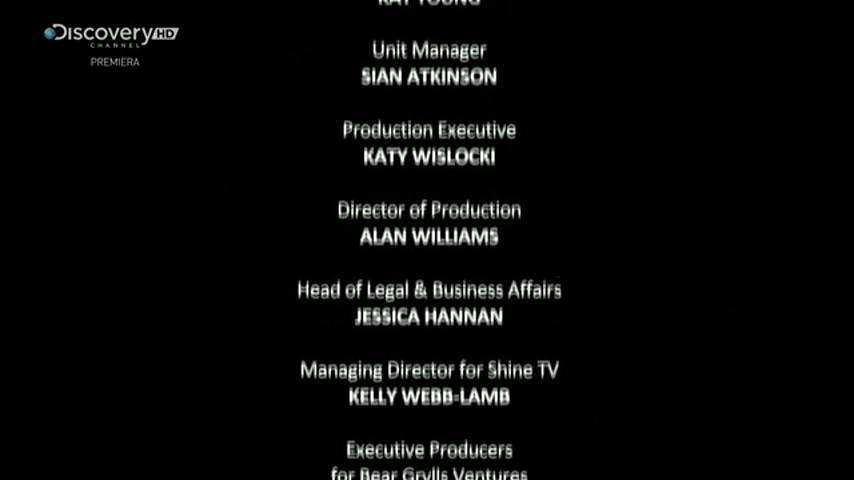 Discovery HD
CHANNEL
PREMIERA
KAY YOUNG
Unit Manager
SIAN ATKINSON
Production Executive
KATY WISLOCKI
Director of Production
ALAN WILLIAMS
Head of Legal & Business Affairs
JESSICA HANNAN
Managing Director for Shine TV
KELLY WEBB-LAMB
Executive Producers
for Bear Grylls Ventures